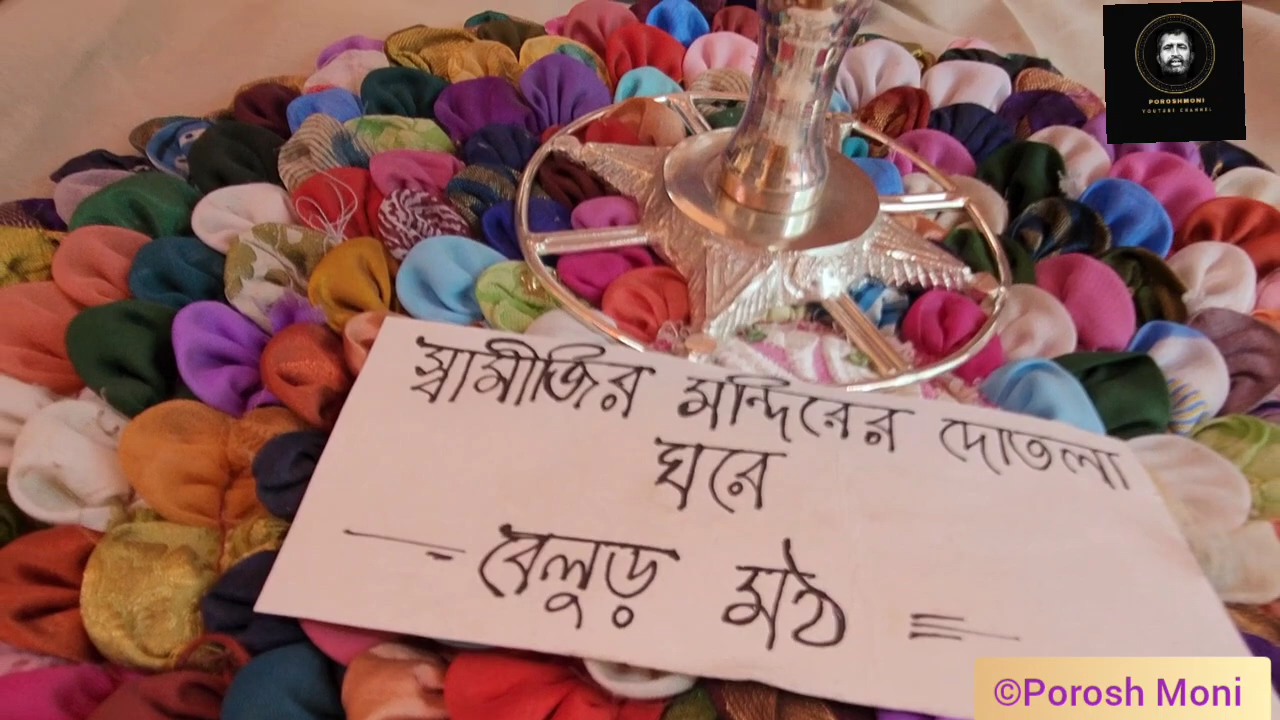 POROSHMONI
YOUTUBE CHANNEL
স্বামীজির মন্দিরের দোতলা
ঘরে
বেলুড় মঠ
©Porosh Moni